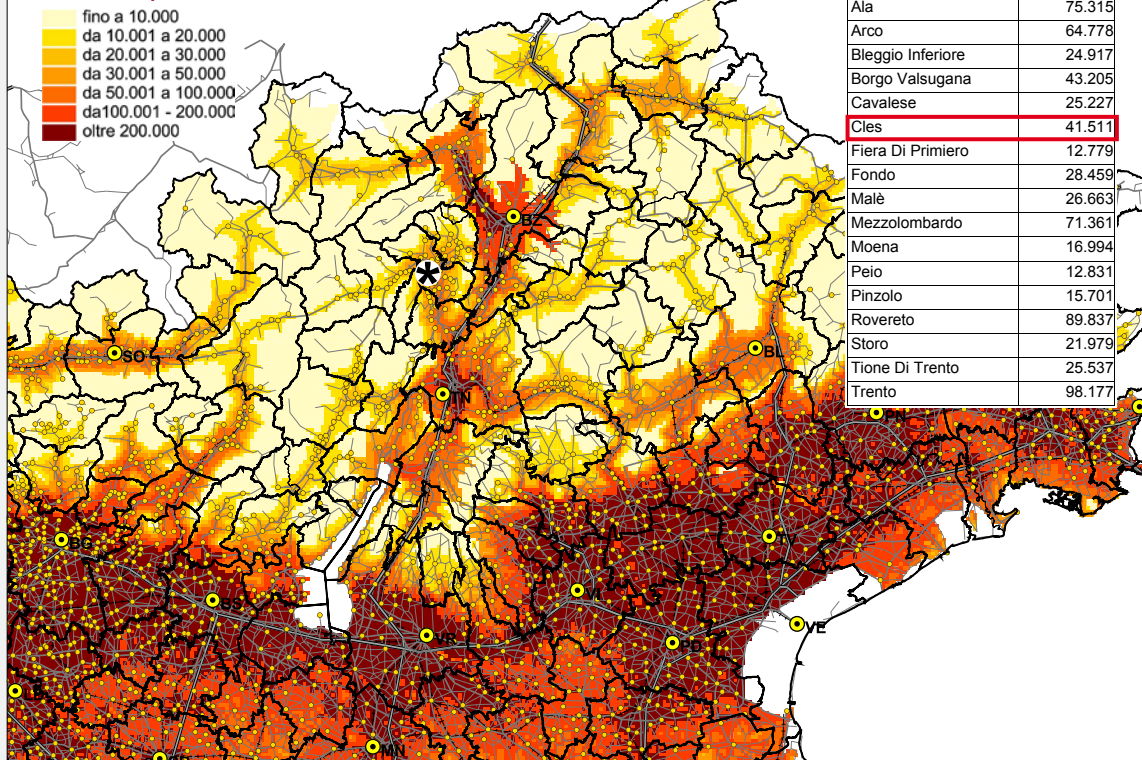 fino a 10.000
da 10.001 a 20.000
da 20.001 a 30.000
da 30.001 a 50.000
da 50.001 a 100.000
da100.001 - 200.000
oltre 200.000
Ala 75.315
Arco 64.778
Bleggio Inferiore 24.917
Borgo Valsugana 43.205
Cavalese 25.227
Cles 41.511
Fiera Di Primiero 12.779
Fondo 28.459
Malè 26.663
Mezzolombardo 71.361
Moena 16.994
Peio 12.831
Pinzolo 15.701
Rovereto 89.837
Storo 21.979
Tione Di Trento 25.537
Trento 98.177
BZ
*
SO
BL
TN
PN
BG
TV
BS
VI
VE
VR
PD
MN